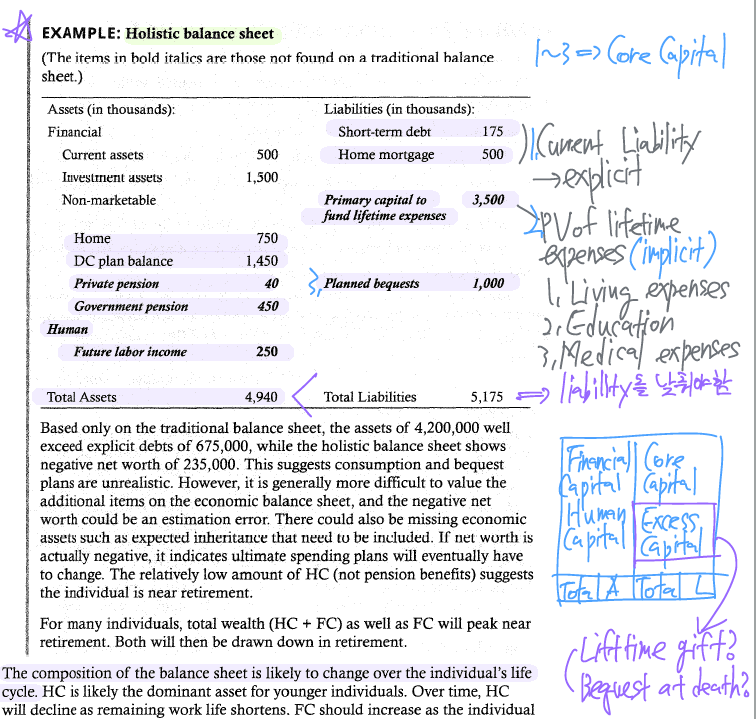 EXAMPLE: Holistic balance sheet
(The items in bold italics are those not found on a traditional balance
sheet.)
1~3 => Core Capital
Assets (in thousands): Liabilities (in thousands):
Financial Short-term debt 175
Current assets 500 Home mortgage 500
Investment assets 1,500
Non-marketable Primary capital to 3,500
fund lifetime expenses
Home 750
DC plan balance 1,450
Private pension 40 Planned bequests 1,000
Government pension 450
Human
Future labor income 250
Total Assets 4,940 < Total Liabilities 5,175
1, Current Liability
→explicit
2, PV of lifetime
expenses (implicit)
1, Living expenses
2, Education
3, Medical expenses
3,
=> liability를 낮춰야함
Based only on the traditional balance sheet, the assets of 4,200,000 well
exceed explicit debts of 675,000, while the holistic balance sheet shows
negative net worth of 235,000. This suggests consumption and bequest
plans are unrealistic. However, it is generally more difficult to value the
additional items on the economic balance sheet, and the negative net
worth could be an estimation error. There could also be missing economic
assets such as expected inheritance that need to be included. If net worth is
actually negative, it indicates ultimate spending plans will eventually have
to change. The relatively low amount of HC (not pension benefits) suggests
the individual is near retirement.
Financial Core
Capital Capital
Human Excess
Capital Capital
Total A Total L
For many individuals, total wealth (HC + FC) as well as FC will peak near
retirement. Both will then be drawn down in retirement.
Lifttime gift?
Bequest at death?
The composition of the balance sheet is likely to change over the individual's life
cycle. HC is likely the dominant asset for younger individuals. Over time, HC
will decline as remaining work life shortens. FC should increase as the individual